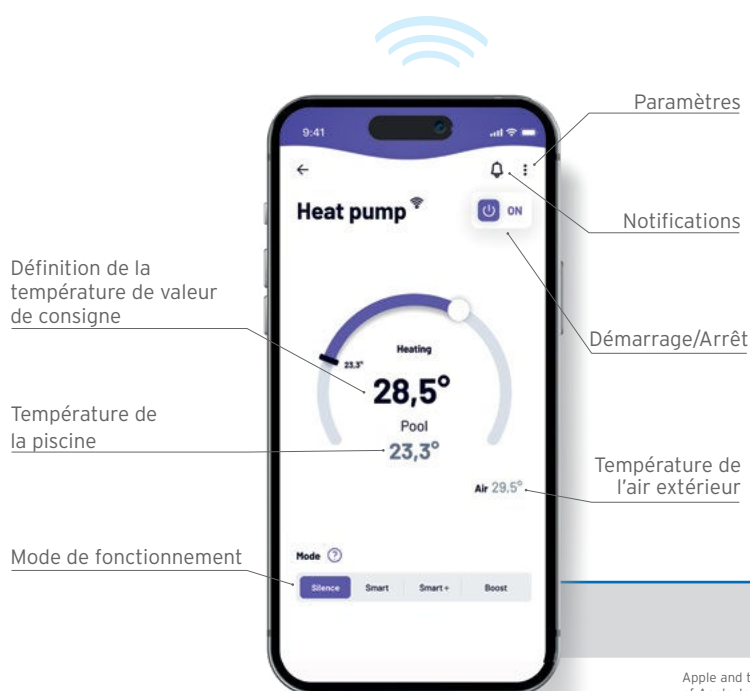 Paramètres
9:41
Heat pump
ON
Notifications
Définition de la
température de valeur
de consigne
Démarrage/Arrêt
Heating
23,3°
28,5°
Température de
la piscine
Pool
23,3°
Température de
l'air extérieur
Air 29.5°
Mode de fonctionnement
Mode ?
Silence Smart Smart+ Boost
Apple and t